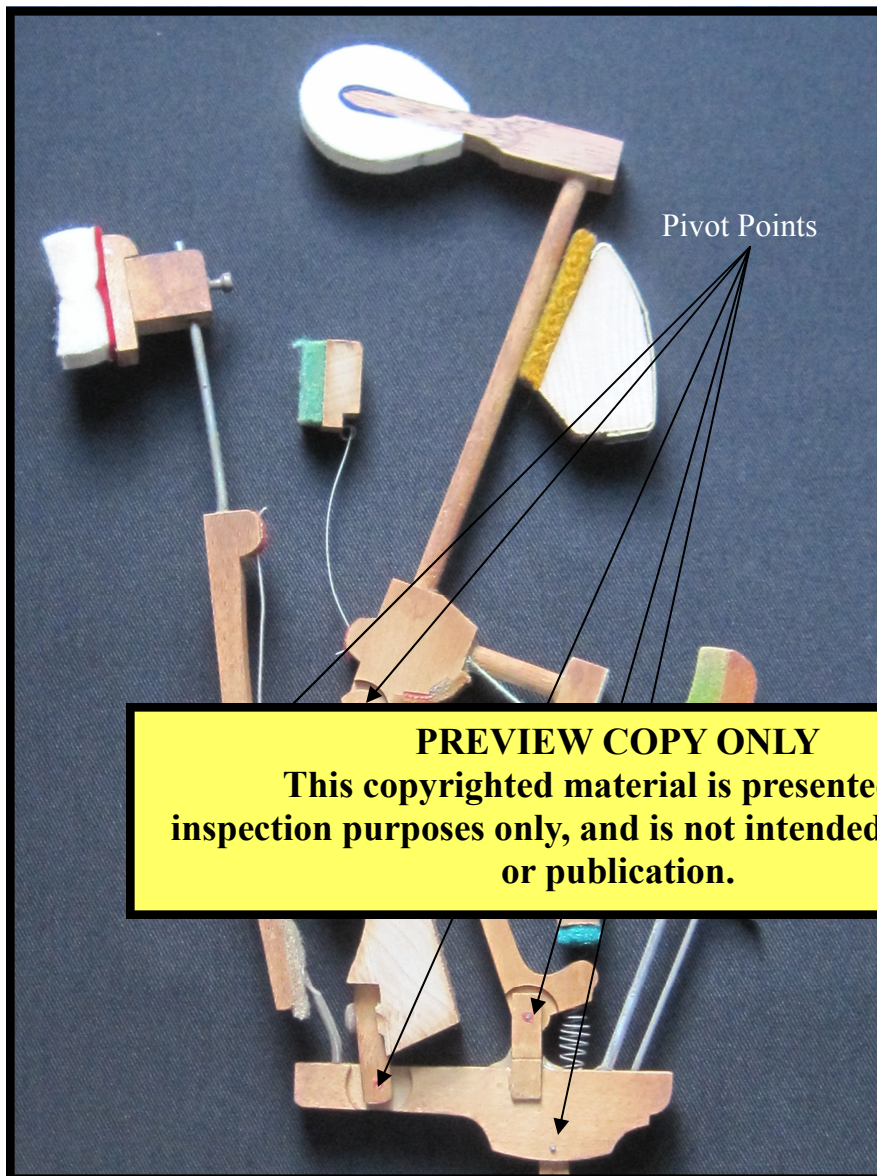 Pivot Points
PREVIEW COPY ONLY
This copyrighted material is presente
inspection purposes only, and is not intended
or publication.